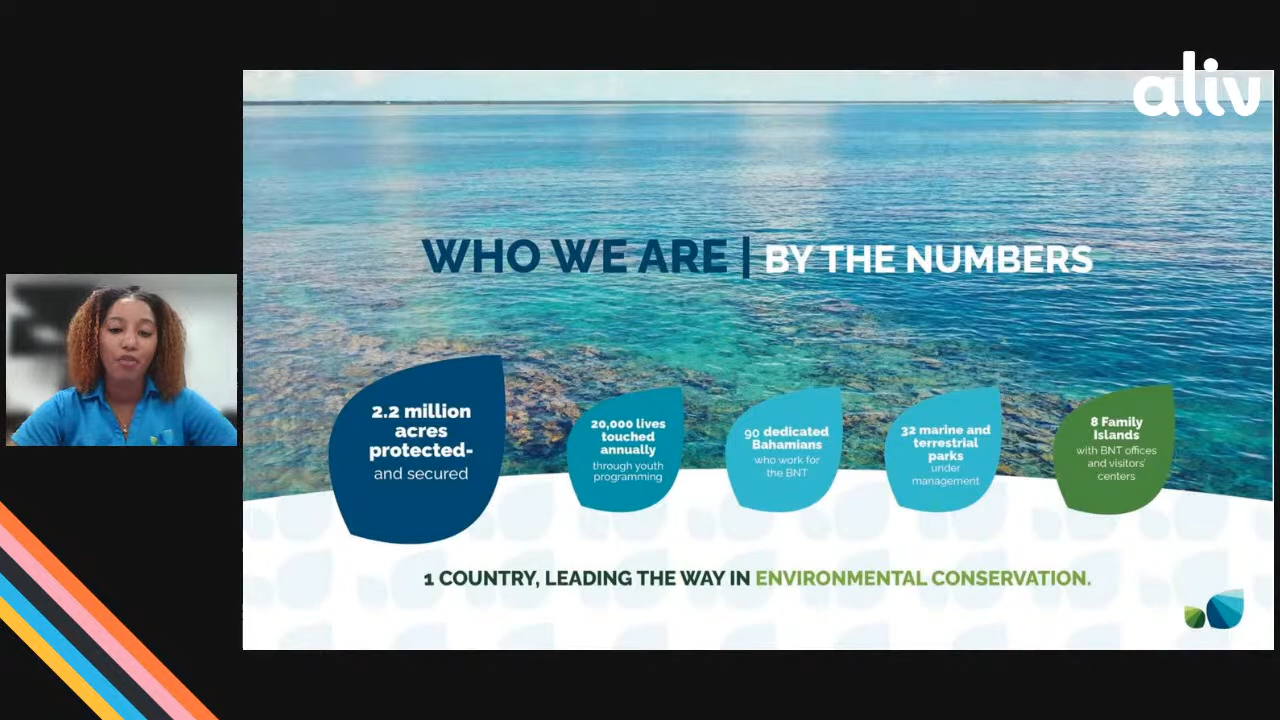 aliv
WHO WE ARE | BY THE NUMBERS
2.2 million
acres
protected-
and secured
20,000 lives
touched
annually
through youth
programming
90 dedicated
Bahamians
who work for
the BNT
32 marine and
terrestrial
parks
under
management
8 Family
Islands
with BNT offices
and visitors'
centers
1 COUNTRY, LEADING THE WAY IN ENVIRONMENTAL CONSERVATION.